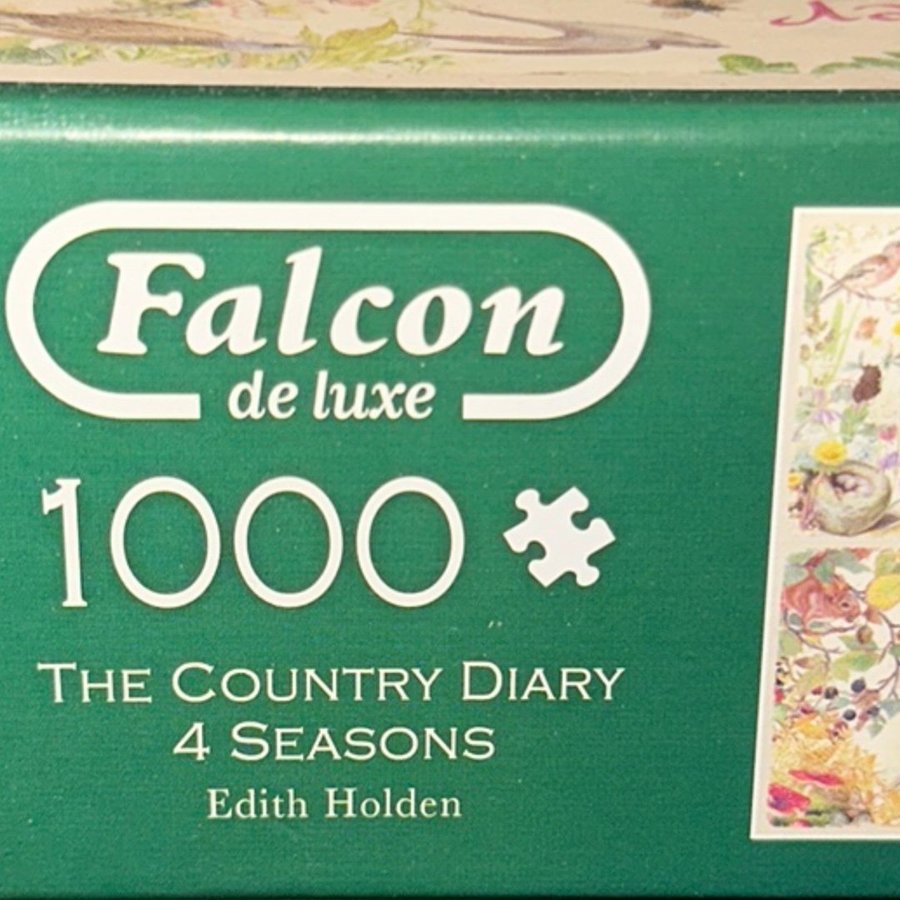 Falcon
de luxe
1000
THE COUNTRY DIARY
4 SEASONS
Edith Holden